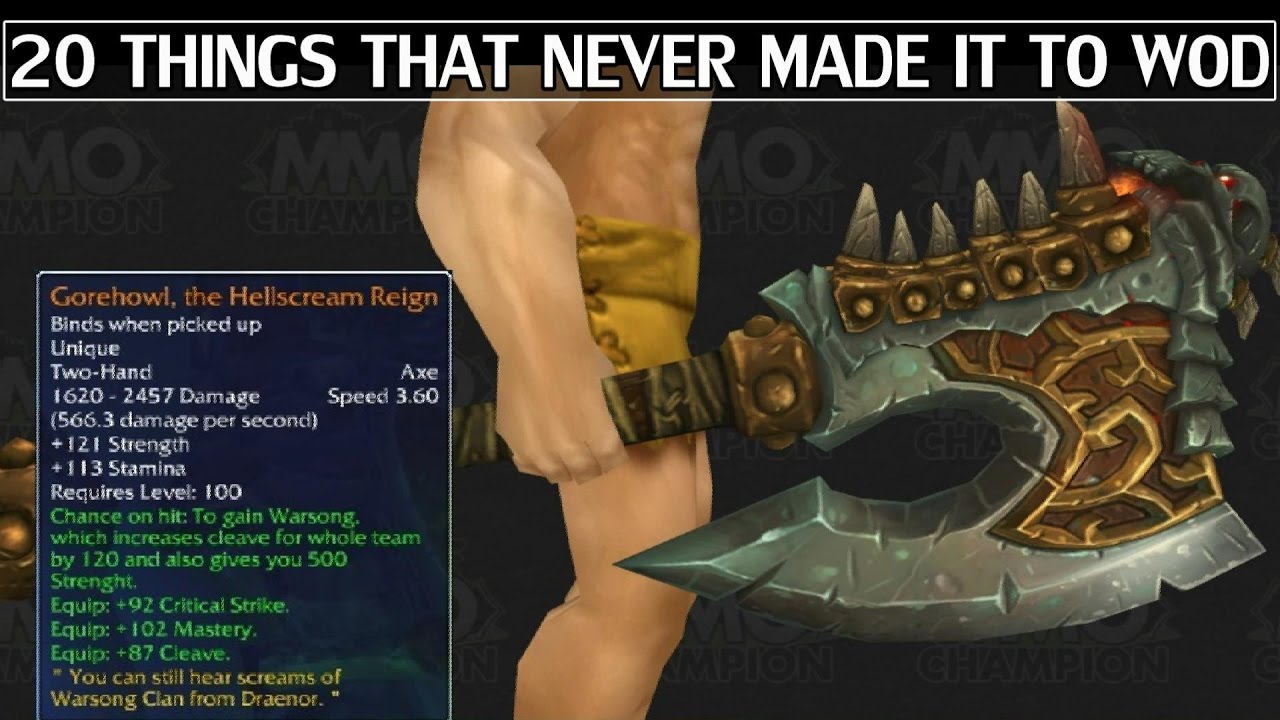 20 THINGS THAT NEVER MADE IT TO WOD
MMO
CHAMPION
Gorehowl, the Hellscream Reign
Binds when picked up
Unique
Two-Hand Axe
1620 - 2457 Damage Speed 3.60
(566.3 damage per second)
+121 Strength
+113 Stamina
Requires Level: 100
Chance on hit: To gain Warsong,
which increases cleave for whole team
by 120 and also gives you 500
Strenght.
Equip: +92 Critical Strike.
Equip: +102 Mastery.
Equip: +87 Cleave.
" You can still hear screams of
Warsong Clan from Draenor. "